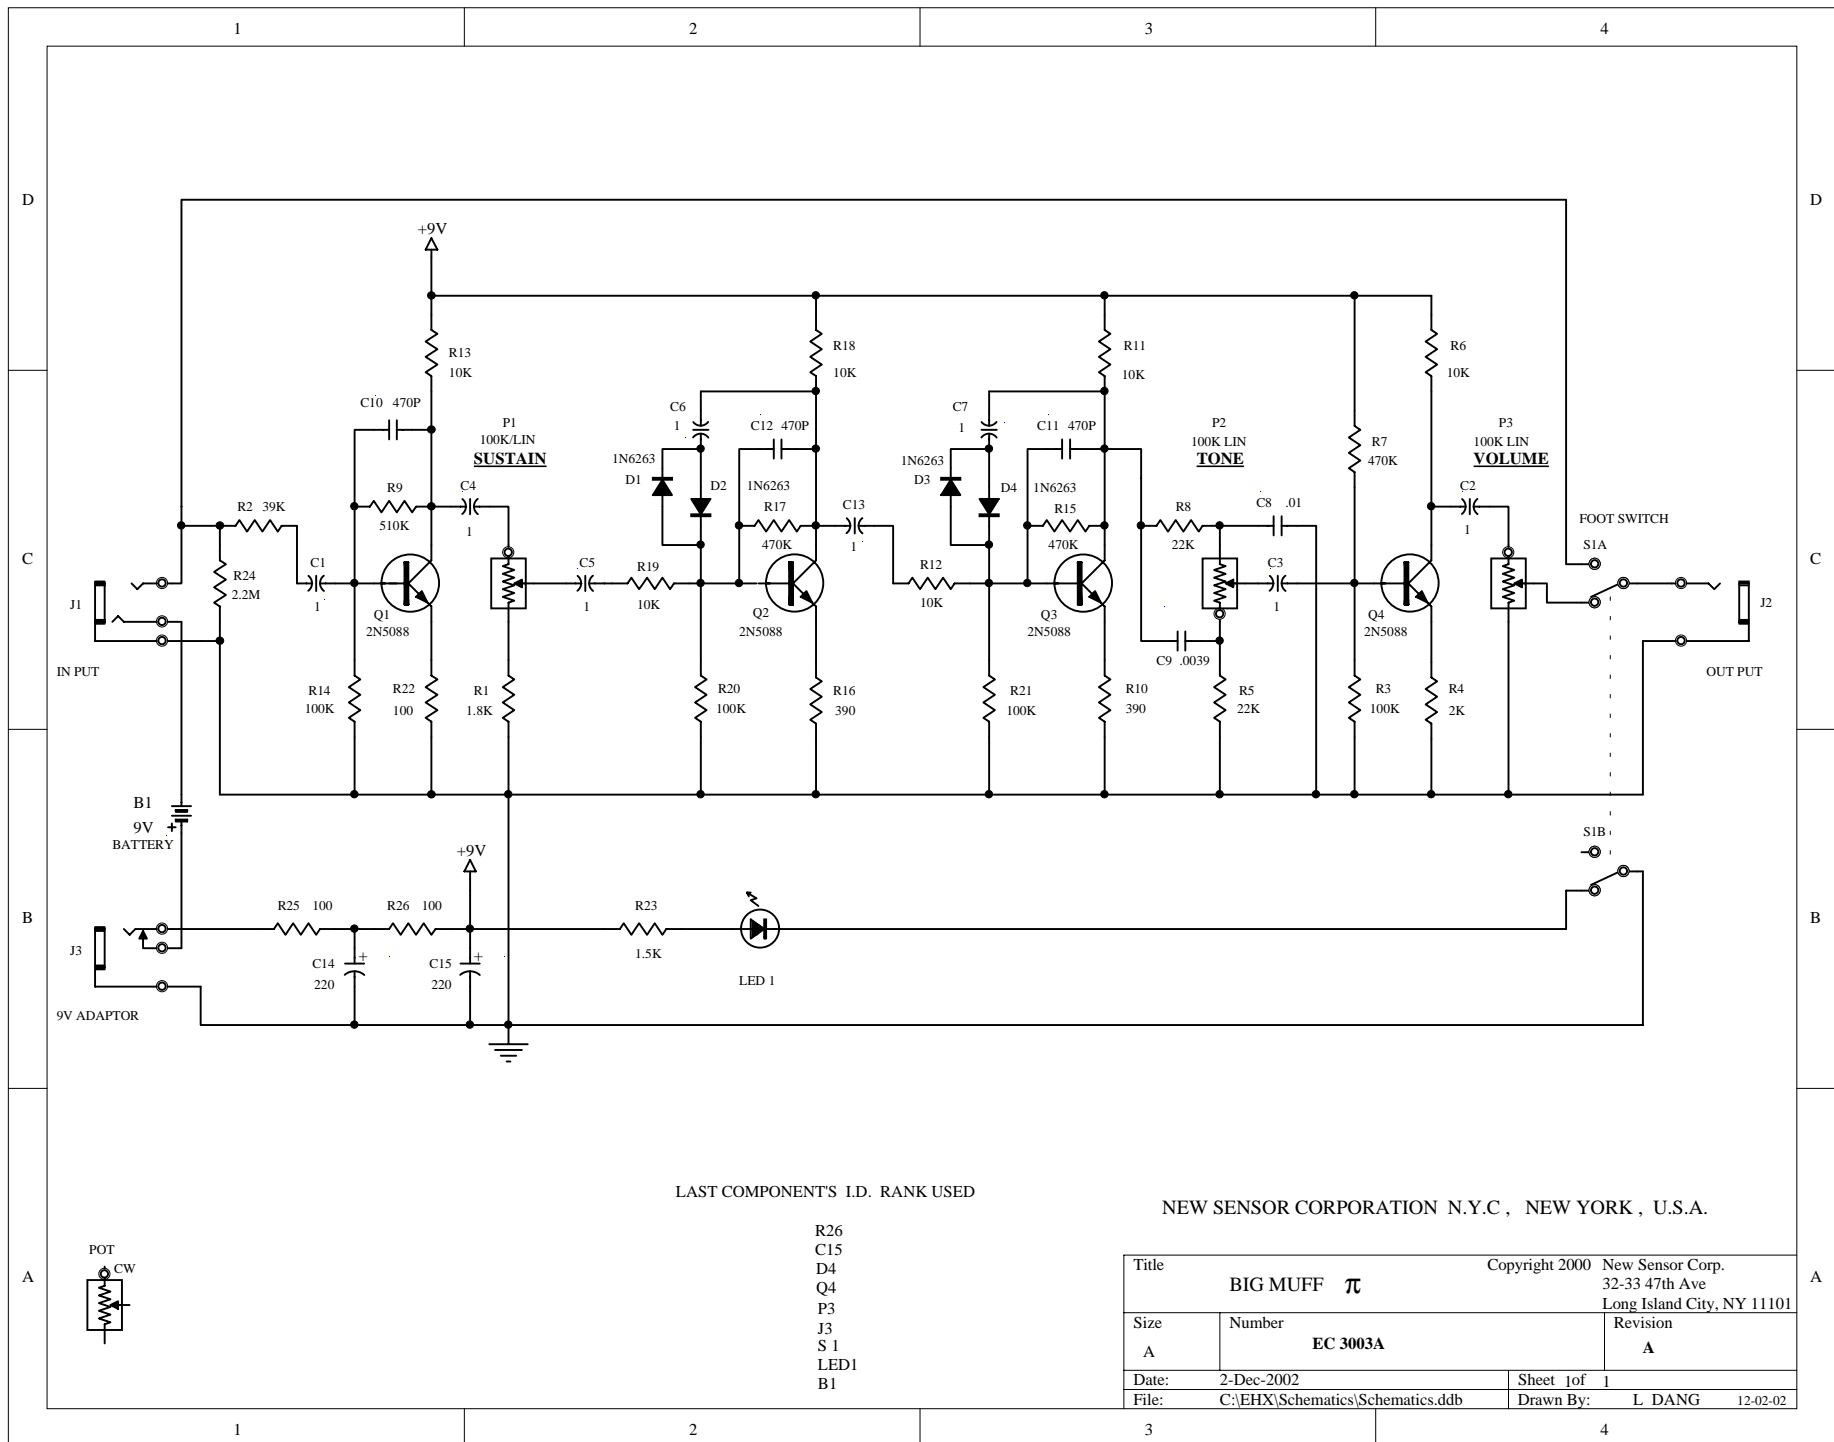 1 2 3 4
D D
+9V
R13
10K
R18
10K
R11
10K
R6
10K
C10 470P
P1
100K/LIN
SUSTAIN
C6
1
C12 470P
C7
1
C11 470P
P2
100K LIN
TONE
R7
470K
P3
100K LIN
VOLUME
1N6263
D1
D2
1N6263
1N6263
D3
D4
1N6263
R2 39K
R9
510K
C4
1
R17
470K
C13
1
R15
470K
R8
22K
C8 .01
C2
1
FOOT SWITCH
S1A
C C
J1
R24
2.2M
C1
1
Q1
2N5088
C5
1
R19
10K
Q2
2N5088
R12
10K
Q3
2N5088
C3
1
Q4
2N5088
J2
C9 .0039
IN PUT
OUT PUT
R14
100K
R22
100
R1
1.8K
R20
100K
R16
390
R21
100K
R10
390
R5
22K
R3
100K
R4
2K
B1
9V
+
BATTERY
S1B
+9V
B B
R25 100
R26 100
R23
1.5K
J3
C14
220
+
C15
220
+
LED 1
9V ADAPTOR
LAST COMPONENT'S I.D. RANK USED
R26
C15
D4
Q4
P3
J3
S 1
LED1
B1
NEW SENSOR CORPORATION N.Y.C , NEW YORK , U.S.A.
POT
CW
A A
Title
BIG MUFF π
Copyright 2000 New Sensor Corp.
32-33 47th Ave
Long Island City, NY 11101
Size
A
Number
EC 3003A
Revision
A
Date: 2-Dec-2002 Sheet 1of 1
File: C:\EHX\Schematics\Schematics.ddb Drawn By: L DANG 12-02-02
1 2 3 4